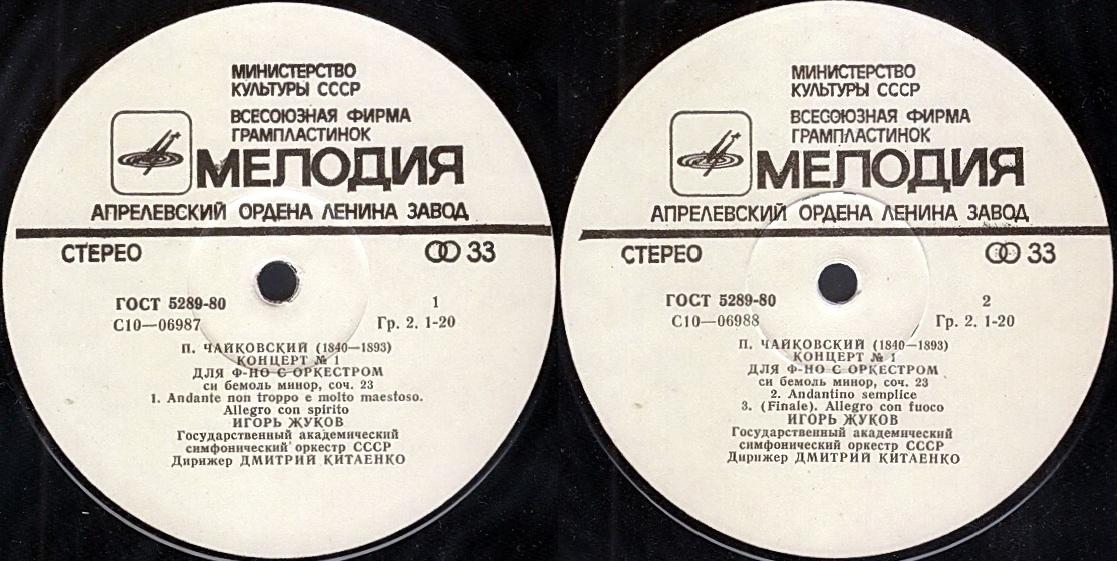 МИНИСТЕРСТВО
КУЛЬТУРЫ СССР
ВСЕСОЮЗНАЯ ФИРМА
ГРАМПЛАСТИНОК
МЕЛОДИЯ
АПРЕЛЕВСКИЙ ОРДЕНА ЛЕНИНА ЗАВОД
СТЕРЕО 33
ГОСТ 5289-80 1
С10—06987 Гр. 2. 1-20
П. ЧАЙКОВСКИЙ (1840—1893)
КОНЦЕРТ № 1
ДЛЯ Ф-НО С ОРКЕСТРОМ
си бемоль минор, соч. 23
1. Andante non troppo e molto maestoso.
Allegro con spirito
ИГОРЬ ЖУКОВ
Государственный академический
симфонический оркестр СССР
Дирижер ДМИТРИЙ КИТАЕНКО
МИНИСТЕРСТВО
КУЛЬТУРЫ СССР
ВСЕСОЮЗНАЯ ФИРМА
ГРАМПЛАСТИНОК
МЕЛОДИЯ
АПРЕЛЕВСКИЙ ОРДЕНА ЛЕНИНА ЗАВОД
СТЕРЕО 33
ГОСТ 5289-80 2
С10—06988 Гр. 2. 1-20
П. ЧАЙКОВСКИЙ (1840—1893)
КОНЦЕРТ № 1
ДЛЯ Ф-НО С ОРКЕСТРОМ
си бемоль минор, соч. 23
2. Andantino semplice
3. (Finale). Allegro con fuoco
ИГОРЬ ЖУКОВ
Государственный академический
симфонический оркестр СССР
Дирижер ДМИТРИЙ КИТАЕНКО